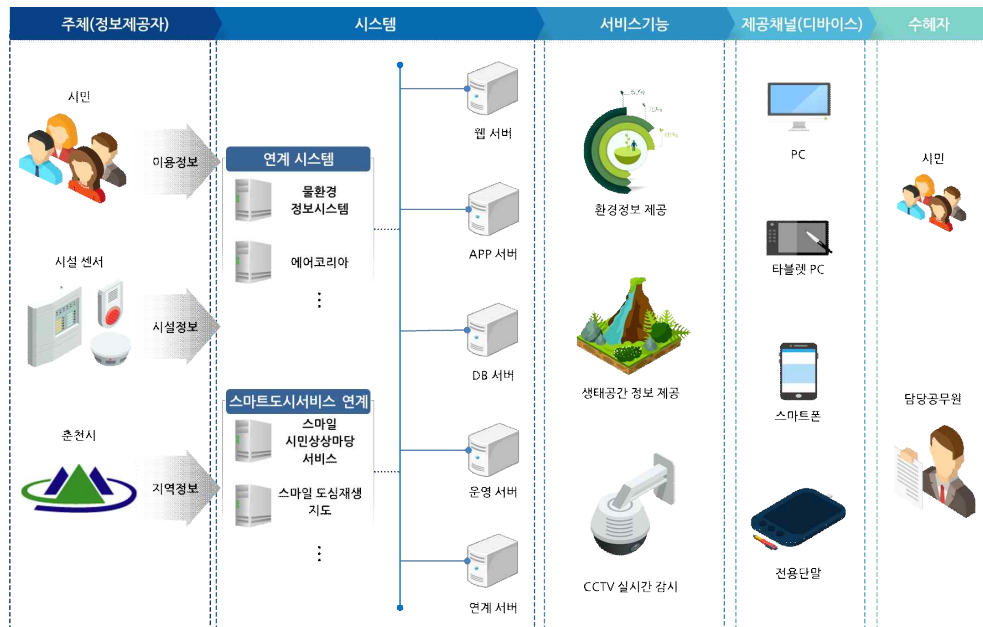 주체(정보제공자)
시스템
서비스기능
제공채널(디바이스)
수혜자
시민
이용정보
시설 센서
시설정보
춘천시
지역정보
연계 시스템
물환경
정보시스템
에어코리아
스마트도시서비스 연계
스마일
시민상상마당
서비스
스마일 도심재생
지도
웹 서버
APP 서버
DB 서버
운영 서버
연계 서버
환경정보 제공
생태공간 정보 제공
CCTV 실시간 감시
PC
타블렛 PC
스마트폰
전용단말
시민
담당공무원